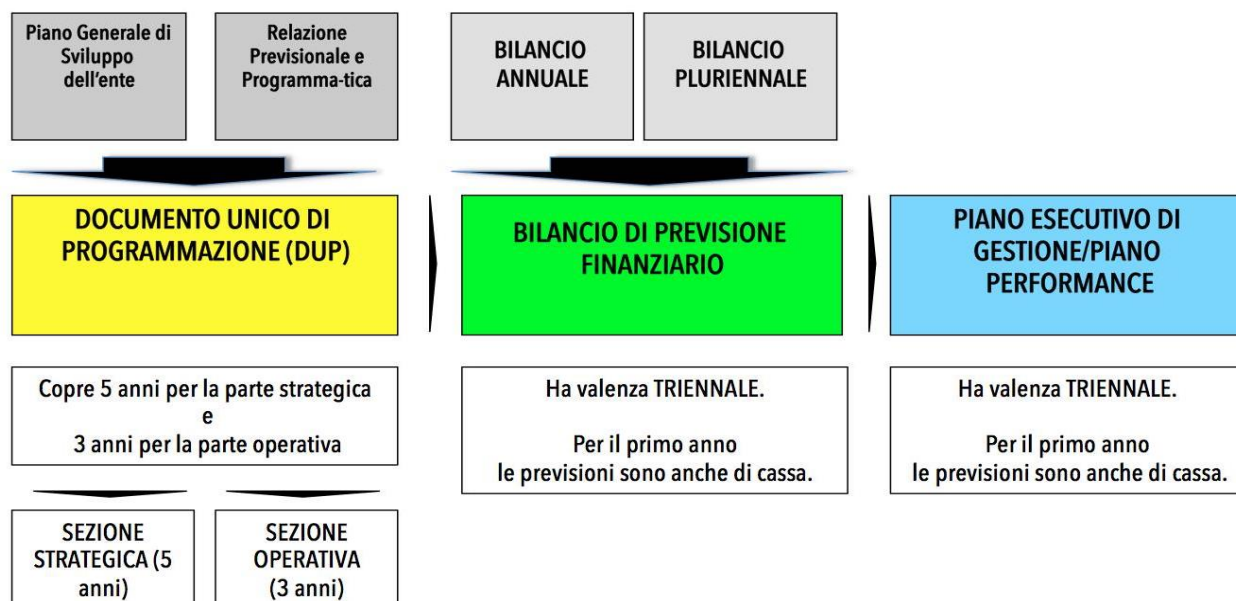 Piano Generale di
Sviluppo
dell'ente
Relazione
Previsionale e
Programma-tica
BILANCIO
ANNUALE
BILANCIO
PLURIENNALE
DOCUMENTO UNICO DI
PROGRAMMAZIONE (DUP)
BILANCIO DI PREVISIONE
FINANZIARIO
PIANO ESECUTIVO DI
GESTIONE/PIANO
PERFORMANCE
Copre 5 anni per la parte strategica
e
3 anni per la parte operativa
Ha valenza TRIENNALE.
Per il primo anno
le previsioni sono anche di cassa.
Ha valenza TRIENNALE.
Per il primo anno
le previsioni sono anche di cassa.
SEZIONE
STRATEGICA (5
anni)
SEZIONE
OPERATIVA
(3 anni)